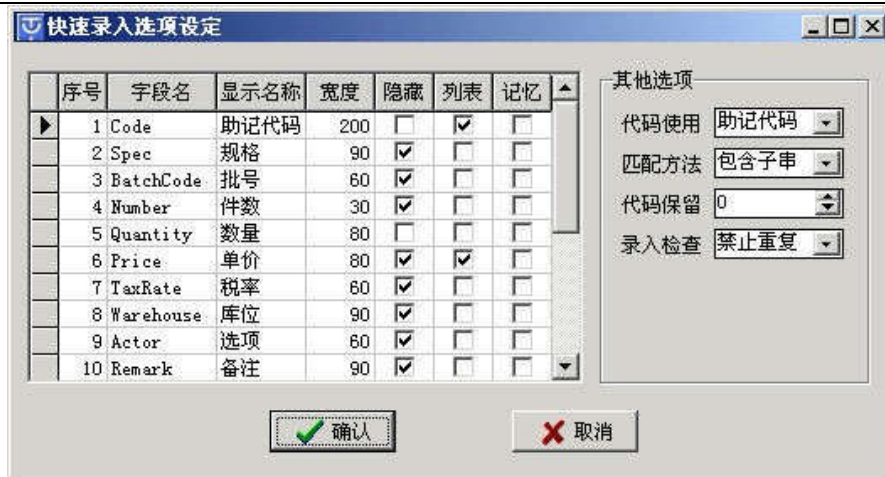 快速录入选项设定
序号 字段名 显示名称 宽度 隐藏 列表 记忆
1 Code 助记代码 200
2 Spec 规格 90
3 BatchCode 批号 60
4 Number 件数 30
5 Quantity 数量 80
6 Price 单价 80
7 TaxRate 税率 60
8 Warehouse 库位 90
9 Actor 选项 60
10 Remark 备注 90
其他选项
代码使用 助记代码
匹配方法 包含子串
代码保留 0
录入检查 禁止重复
确认 取消